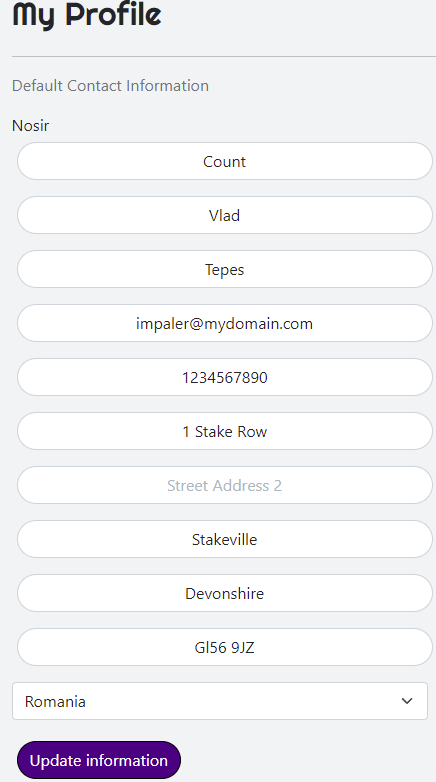 My Profile
Default Contact Information
Nosir
Count
Vlad
Tepes
impaler@mydomain.com
1234567890
1 Stake Row
Street Address 2
Stakeville
Devonshire
Gl56 9JZ
Romania
Update information